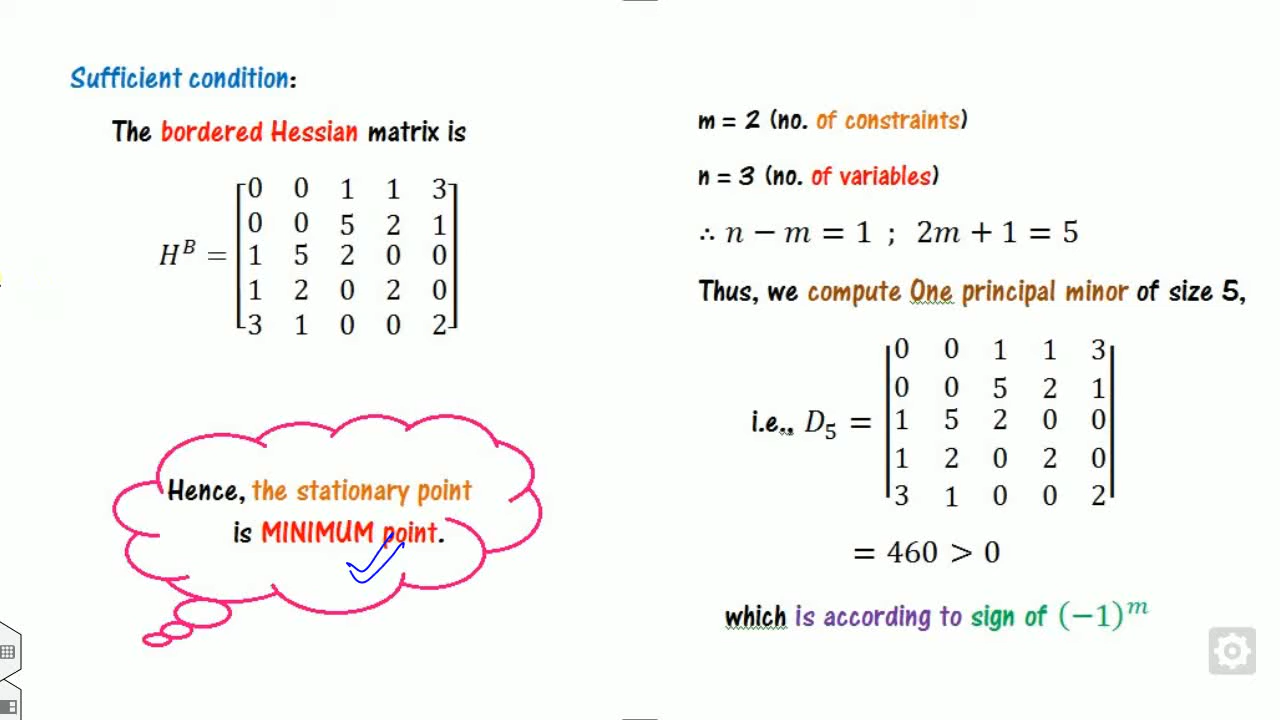 Sufficient condition:
The bordered Hessian matrix is
H^B = [0 0 1 1 3
0 0 5 2 1
1 5 2 0 0
1 2 0 2 0
3 1 0 0 2]
Hence, the stationary point
is MINIMUM point.
m = 2 (no. of constraints)
n = 3 (no. of variables)
∴ n − m = 1 ; 2m + 1 = 5
Thus, we compute One principal minor of size 5,
i.e., D₅ = |0 0 1 1 3
0 0 5 2 1
1 5 2 0 0
1 2 0 2 0
3 1 0 0 2|
= 460 > 0
which is according to sign of (−1)^m